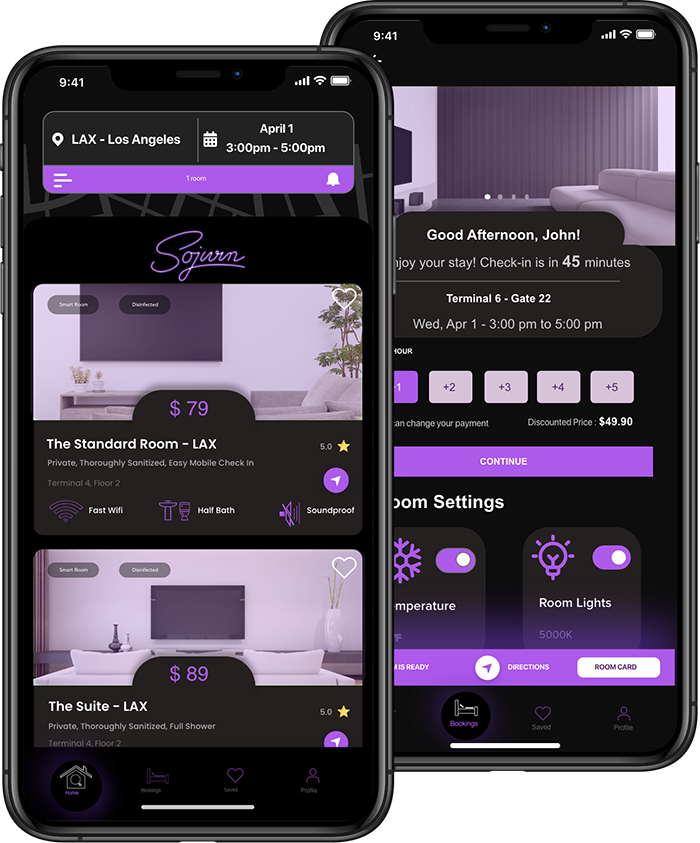 9:41
LAX - Los Angeles
April 1
3:00pm - 5:00pm
1 room
Sojurn
Smart Room
Disinfected
$ 79
The Standard Room - LAX
5.0
Private, Thoroughly Sanitized, Easy Mobile Check In
Terminal 4, Floor 2
Fast Wifi
Half Bath
Soundproof
Smart Room
Disinfected
$ 89
The Suite - LAX
5.0
Private, Thoroughly Sanitized, Full Shower
Terminal 4, Floor 2
Home
Bookings
Saved
Profile
9:41
Good Afternoon, John!
njoy your stay! Check-in is in 45 minutes
Terminal 6 - Gate 22
Wed, Apr 1 - 3:00 pm to 5:00 pm
HOUR
1 +2 +3 +4 +5
can change your payment
Discounted Price : $49.90
CONTINUE
oom Settings
mperature
Room Lights
°F
5000K
M IS READY
DIRECTIONS
ROOM CARD
Bookings
Saved
Profile